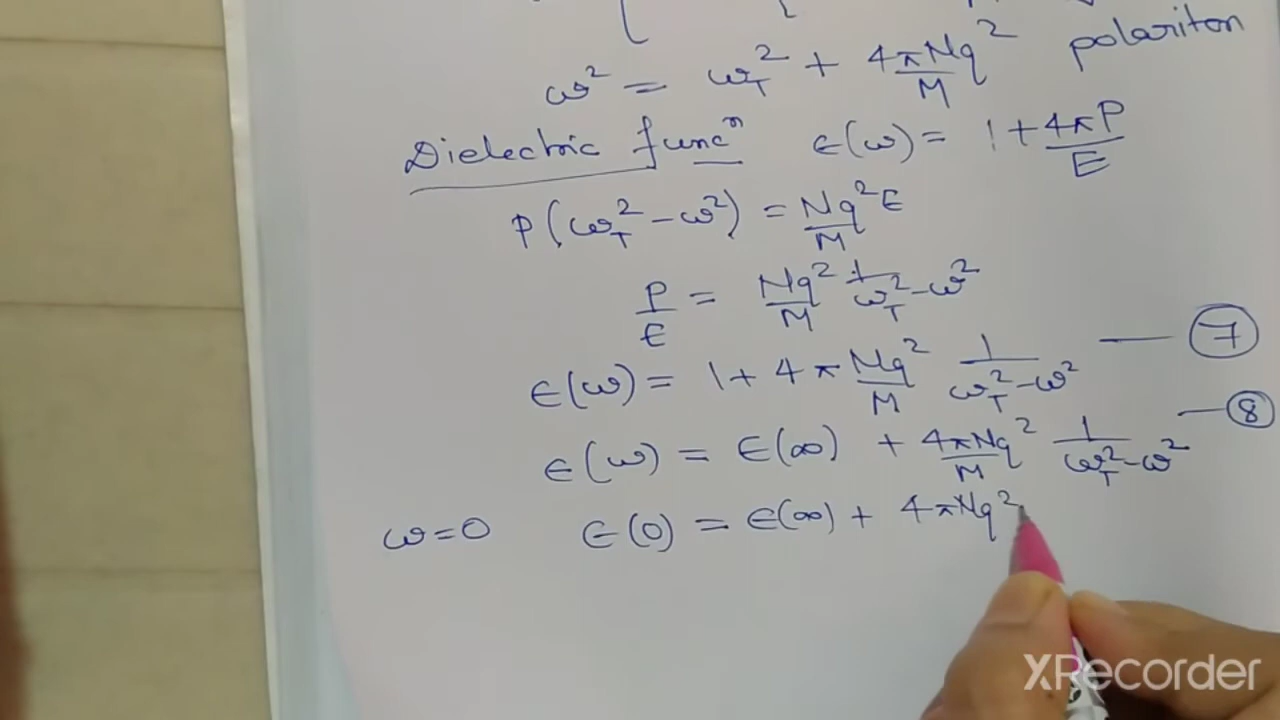 ω² = ω_T² + 4πNq²/M polariton
Dielectric funcⁿ ε(ω) = 1 + 4πP/E
P(ω_T² − ω²) = Nq²E/M
P/E = Nq²/M 1/ω_T² − ω²
ε(ω) = 1 + 4π Nq²/M 1/ω_T² − ω² — 7
ε(ω) = ε(∞) + 4πNq²/M 1/ω_T² − ω² — 8
ω = 0 ε(0) = ε(∞) + 4πNq²
XRecorder